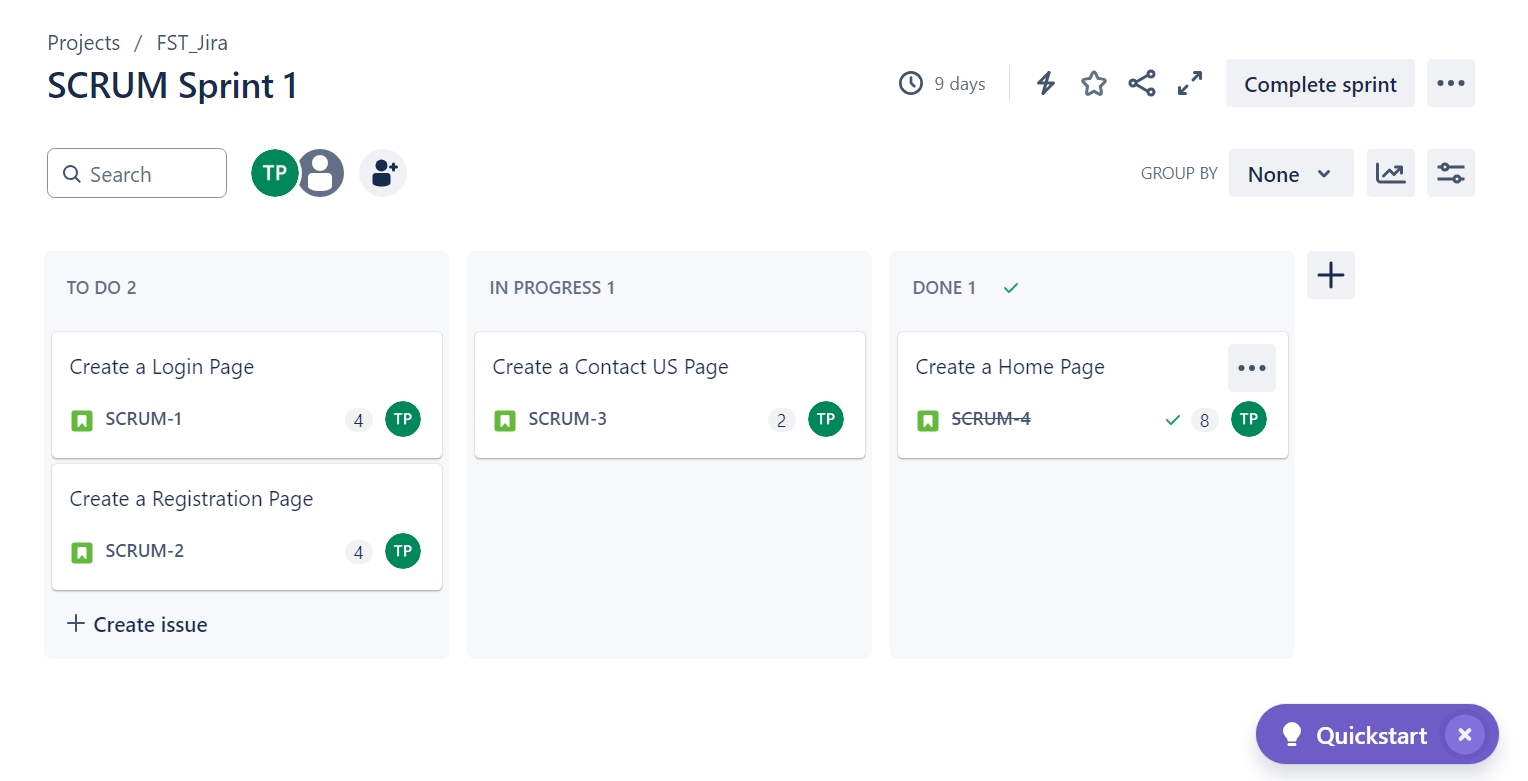 Projects / FST_Jira
SCRUM Sprint 1
9 days
Complete sprint
Search
TP
GROUP BY
None
TO DO 2
Create a Login Page
SCRUM-1
4
TP
Create a Registration Page
SCRUM-2
4
TP
+ Create issue
IN PROGRESS 1
Create a Contact US Page
SCRUM-3
2
TP
DONE 1
Create a Home Page
SCRUM-4
8
TP
Quickstart